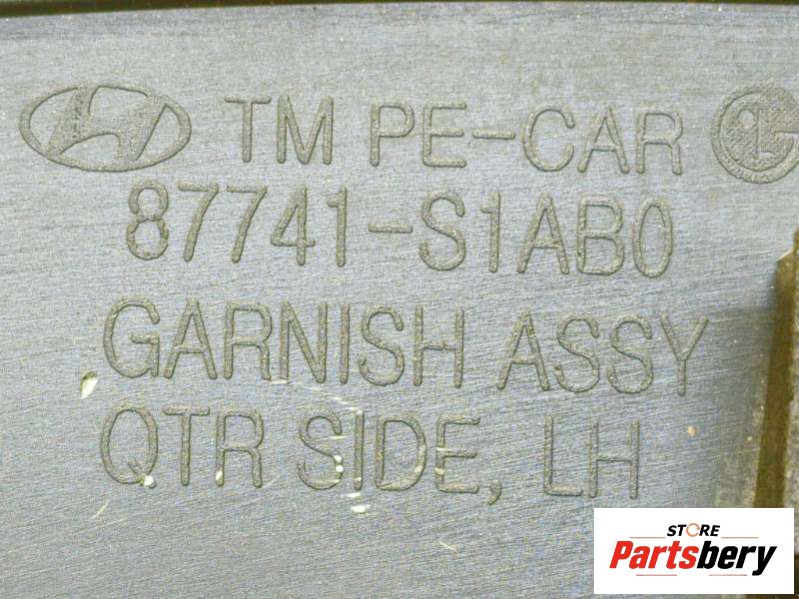 TM PE-CAR
87741-S1AB0
GARNISH ASSY
QTR SIDE, LH
STORE
Partsbery